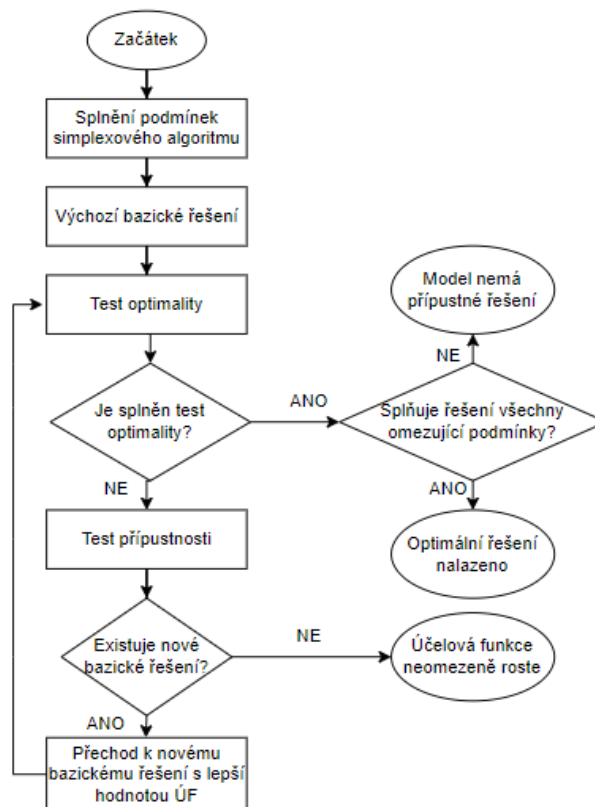 Začátek
Splnění podmínek
simplexového algoritmu
Výchozí bazické řešení
Test optimality
Model nemá
přípustné řešení
NE
Je splněn test
optimality?
ANO
Splňuje řešení všechny
omezující podmínky?
NE
ANO
Test přípustnosti
Optimální řešení
nalazeno
Existuje nové
bazické řešení?
NE
Účelová funkce
neomezeně roste
ANO
Přechod k novému
bazickému řešení s lepší
hodnotou ÚF